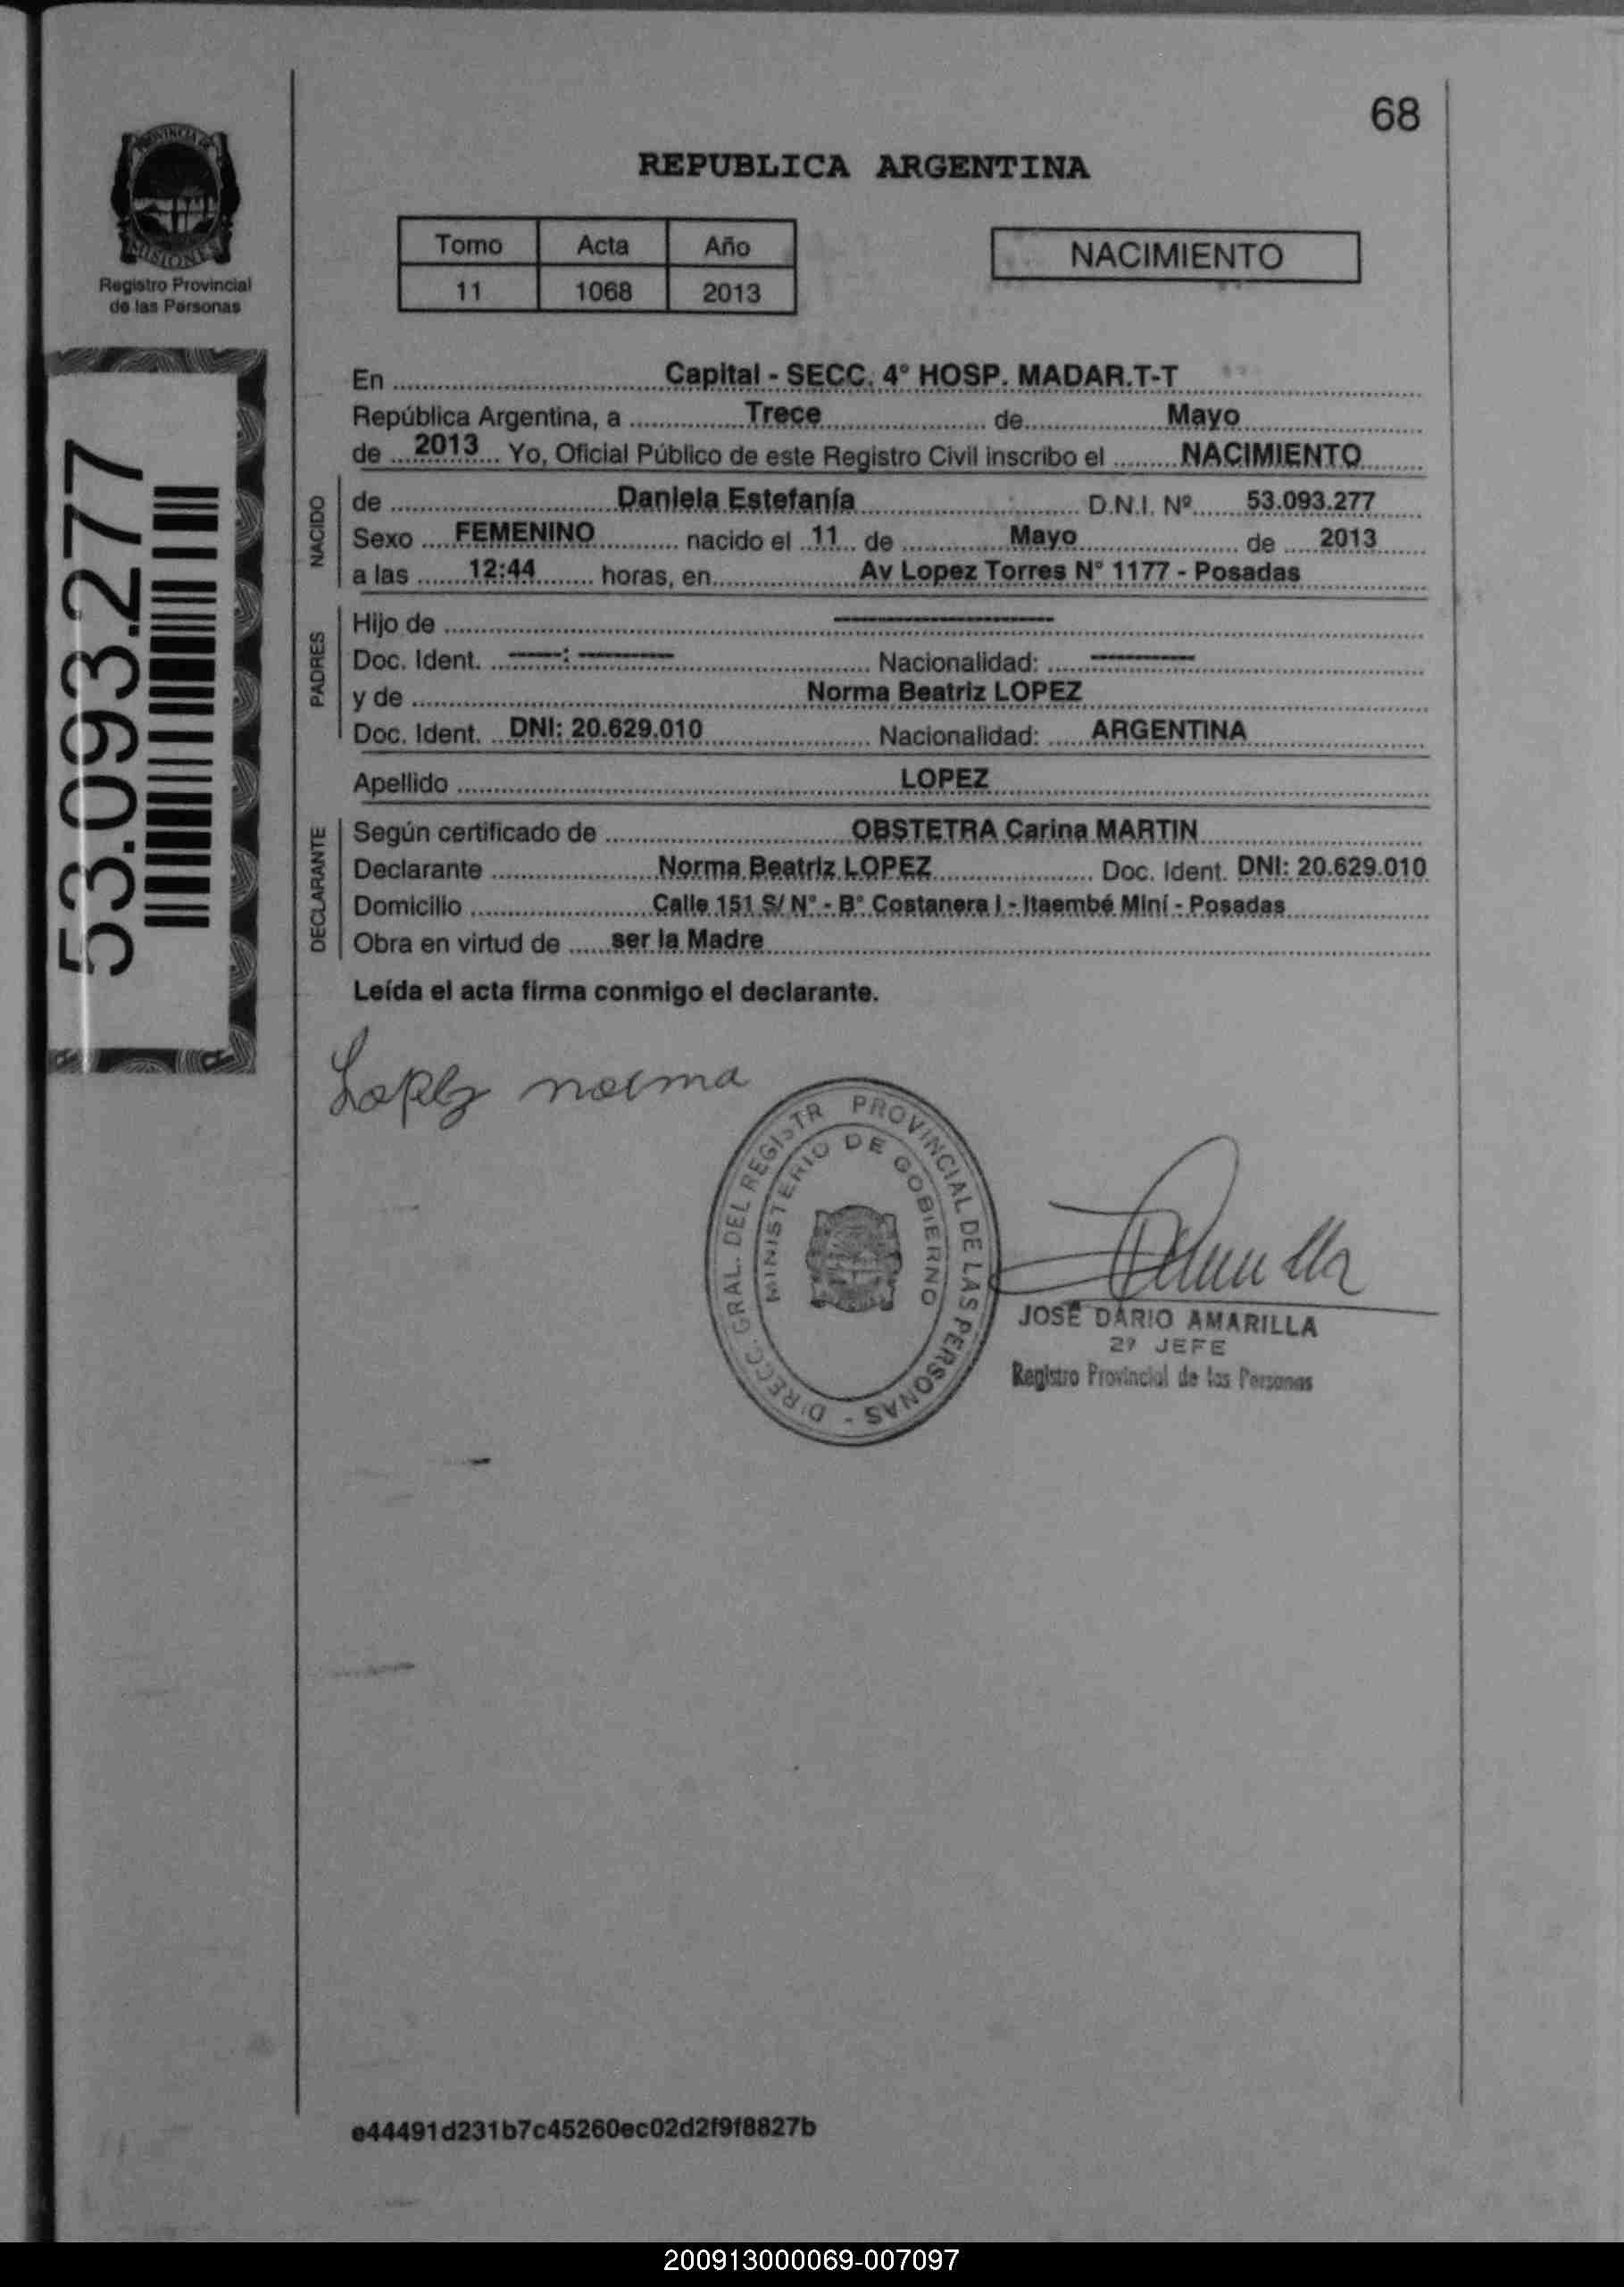 68
PROVINCIA DE
MISIONES
Registro Provincial
de las Personas
REPUBLICA ARGENTINA
Tomo Acta Año
11 1068 2013
NACIMIENTO
53.093.277
En Capital - SECC. 4° HOSP. MADAR.T-T
República Argentina, a Trece de Mayo
de 2013 Yo, Oficial Público de este Registro Civil inscribo el NACIMIENTO
NACIDO
de Daniela Estefanía D.N.I. Nº 53.093.277
Sexo FEMENINO nacido el 11 de Mayo de 2013
a las 12:44 horas, en Av Lopez Torres N° 1177 - Posadas
PADRES
Hijo de
Doc. Ident. : Nacionalidad:
y de Norma Beatriz LOPEZ
Doc. Ident. DNI: 20.629.010 Nacionalidad: ARGENTINA
Apellido LOPEZ
DECLARANTE
Según certificado de OBSTETRA Carina MARTIN
Declarante Norma Beatriz LOPEZ Doc. Ident. DNI: 20.629.010
Domicilio Calle 151 S/ N° - B° Costanera I - Itaembé Miní - Posadas
Obra en virtud de ser la Madre
Leída el acta firma conmigo el declarante.
Lopez norma
DIRECC. GRAL. DEL REGISTR PROVINCIAL DE LAS PERSONAS -
MINISTERIO DE GOBIERNO
JOSÉ DARIO AMARILLA
2º JEFE
Registro Provincial de las Personas
e44491d231b7c45260ec02d2f9f8827b
200913000069-007097